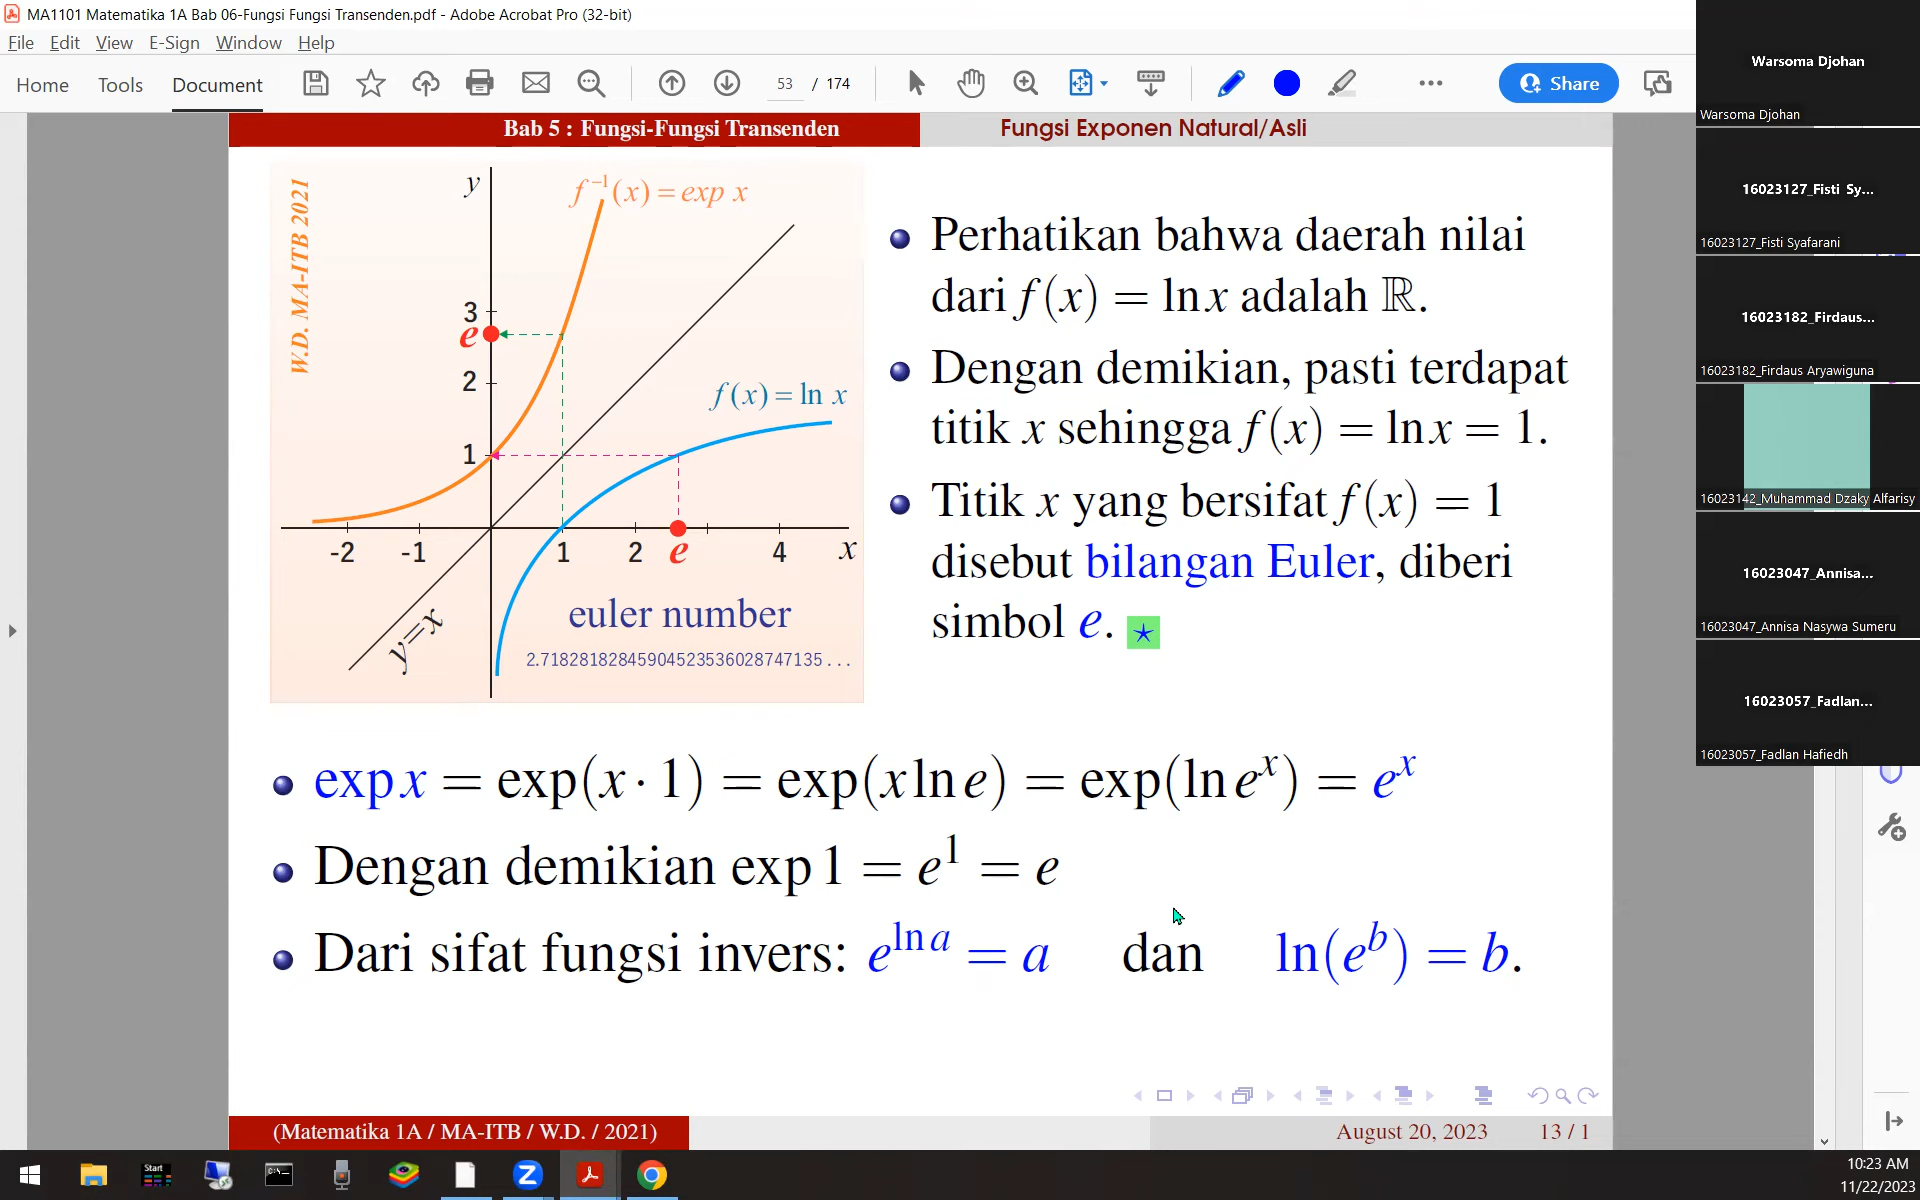 MA1101 Matematika 1A Bab 06-Fungsi Fungsi Transenden.pdf - Adobe Acrobat Pro (32-bit)
File Edit View E-Sign Window Help
Home Tools Document 53 / 174 Share
Bab 5 : Fungsi-Fungsi Transenden Fungsi Exponen Natural/Asli
W.D. MA-ITB 2021
y
f⁻¹(x) = exp x
3
e
2
f(x) = ln x
1
-2 -1 1 2 e 4 x
y=x
euler number
2.71828182845904523536028747135...
Perhatikan bahwa daerah nilai
dari f(x) = ln x adalah ℝ.
Dengan demikian, pasti terdapat
titik x sehingga f(x) = ln x = 1.
Titik x yang bersifat f(x) = 1
disebut bilangan Euler, diberi
simbol e. ⋆
exp x = exp(x · 1) = exp(x ln e) = exp(ln eˣ) = eˣ
Dengan demikian exp 1 = e¹ = e
Dari sifat fungsi invers: e^{ln a} = a dan ln(e^b) = b.
(Matematika 1A / MA-ITB / W.D. / 2021) August 20, 2023 13 / 1
Warsoma Djohan
Warsoma Djohan
16023127_Fisti Sy...
16023127_Fisti Syafarani
16023182_Firdaus...
16023182_Firdaus Aryawiguna
16023142_Muhammad Dzaky Alfarisy
16023047_Annisa...
16023047_Annisa Nasywa Sumeru
16023057_Fadlan...
16023057_Fadlan Hafiedh
Start
10:23 AM
11/22/2023